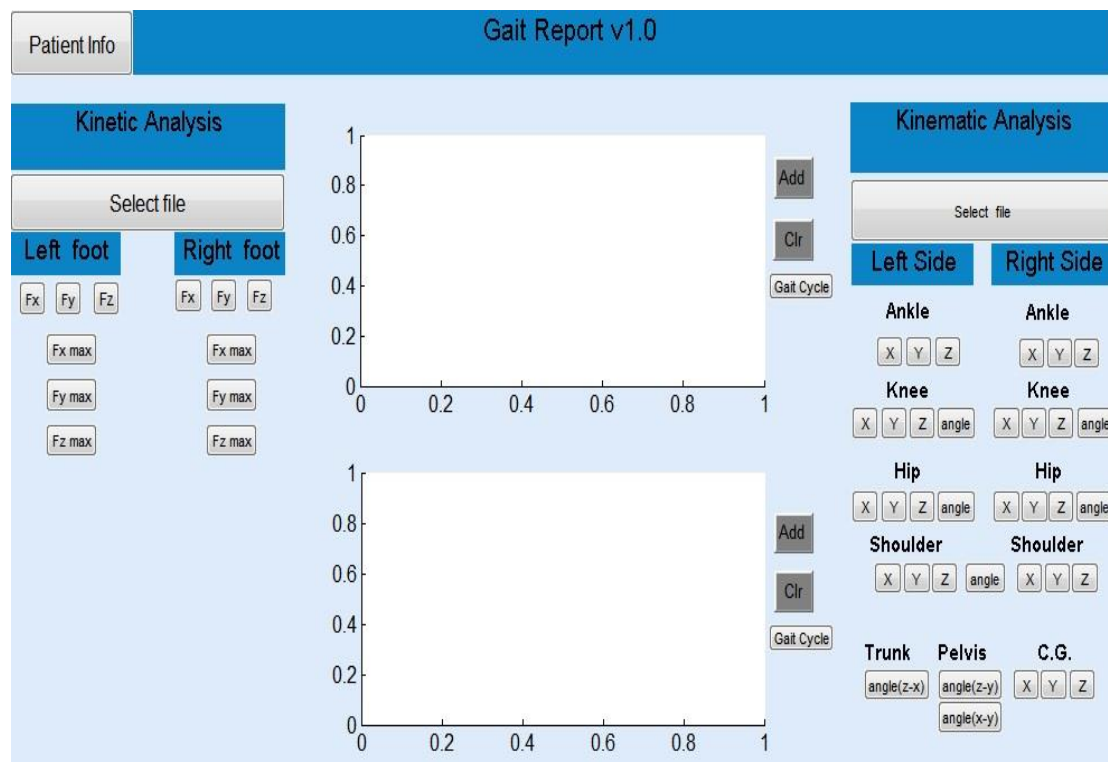 Patient Info
Gait Report v1.0
Kinetic Analysis
Select file
Left foot Right foot
Fx Fy Fz Fx Fy Fz
Fx max Fx max
Fy max Fy max
Fz max Fz max
1
0.8
0.6
0.4
0.2
0
0 0.2 0.4 0.6 0.8 1
Add
Clr
Gait Cycle
1
0.8
0.6
0.4
0.2
0
0 0.2 0.4 0.6 0.8 1
Add
Clr
Gait Cycle
Kinematic Analysis
Select file
Left Side Right Side
Ankle Ankle
X Y Z X Y Z
Knee Knee
X Y Z angle X Y Z angle
Hip Hip
X Y Z angle X Y Z angle
Shoulder Shoulder
X Y Z angle X Y Z
Trunk Pelvis C.G.
angle(z-x) angle(z-y) X Y Z
angle(x-y)